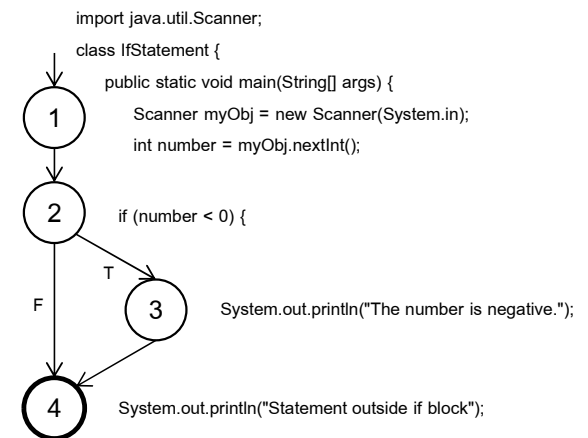 import java.util.Scanner;
class IfStatement {
public static void main(String[] args) {
1
Scanner myObj = new Scanner(System.in);
int number = myObj.nextInt();
2
if (number < 0) {
T
F
3
System.out.println("The number is negative.");
4
System.out.println("Statement outside if block");